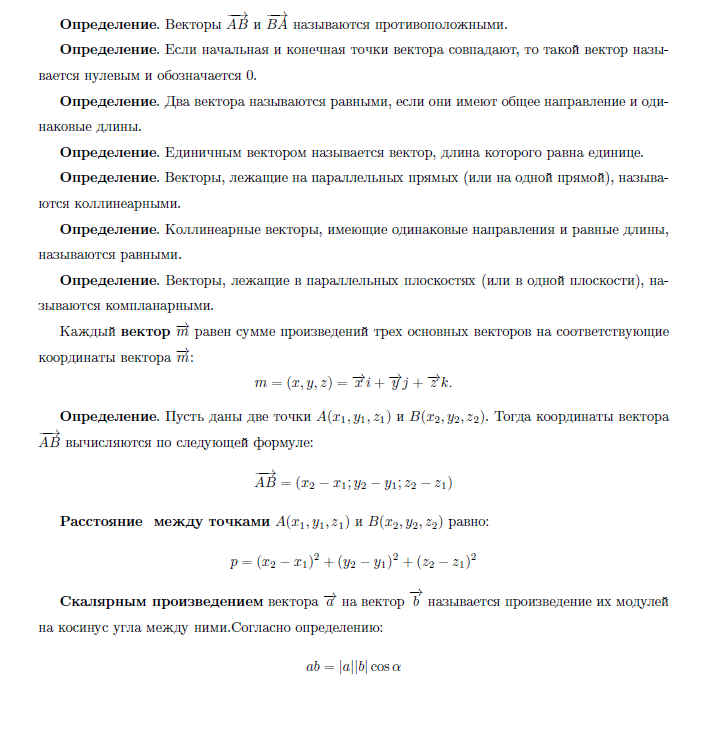 Определение. Векторы $\overrightarrow{AB}$ и $\overrightarrow{BA}$ называются противоположными.
Определение. Если начальная и конечная точки вектора совпадают, то такой вектор назы-
вается нулевым и обозначается 0.
Определение. Два вектора называются равными, если они имеют общее направление и оди-
наковые длины.
Определение. Единичным вектором называется вектор, длина которого равна единице.
Определение. Векторы, лежащие на параллельных прямых (или на одной прямой), называ-
ются коллинеарными.
Определение. Коллинеарные векторы, имеющие одинаковые направления и равные длины,
называются равными.
Определение. Векторы, лежащие в параллельных плоскостях (или в одной плоскости), на-
зываются компланарными.
Каждый вектор $\overrightarrow{m}$ равен сумме произведений трех основных векторов на соответствующие
координаты вектора $\overrightarrow{m}$:
$m = (x, y, z) = \overrightarrow{x}i + \overrightarrow{y}j + \overrightarrow{z}k.$
Определение. Пусть даны две точки $A(x_1, y_1, z_1)$ и $B(x_2, y_2, z_2)$. Тогда координаты вектора
$\overrightarrow{AB}$ вычисляются по следующей формуле:
$\overrightarrow{AB} = (x_2 - x_1; y_2 - y_1; z_2 - z_1)$
Расстояние между точками $A(x_1, y_1, z_1)$ и $B(x_2, y_2, z_2)$ равно:
$p = (x_2 - x_1)^2 + (y_2 - y_1)^2 + (z_2 - z_1)^2$
Скалярным произведением вектора $\overrightarrow{a}$ на вектор $\overrightarrow{b}$ называется произведение их модулей
на косинус угла между ними.Согласно определению:
$ab = |a||b| \cos \alpha$